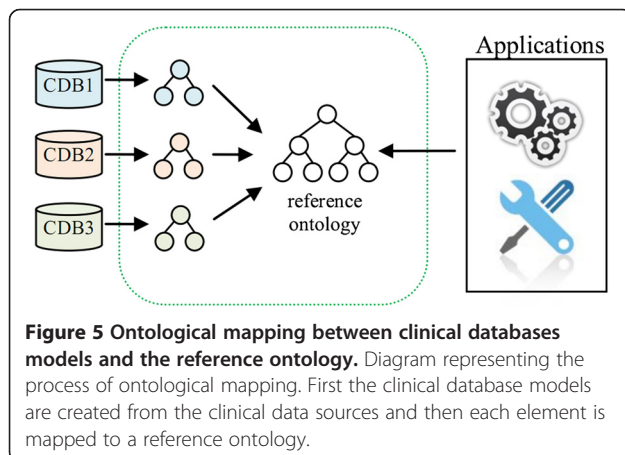 Applications
CDB1
CDB2
CDB3
reference
ontology
Figure 5 Ontological mapping between clinical databases
models and the reference ontology. Diagram representing the
process of ontological mapping. First the clinical database models
are created from the clinical data sources and then each element is
mapped to a reference ontology.